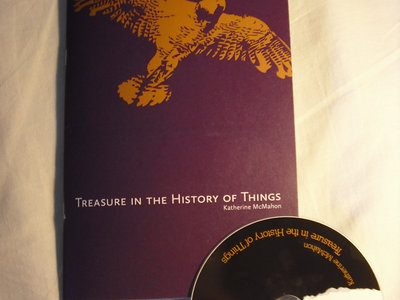 TREASURE IN THE HISTORY OF THINGS
Katherine McMahon
Treasure in the History of Things
Katherine McMahon